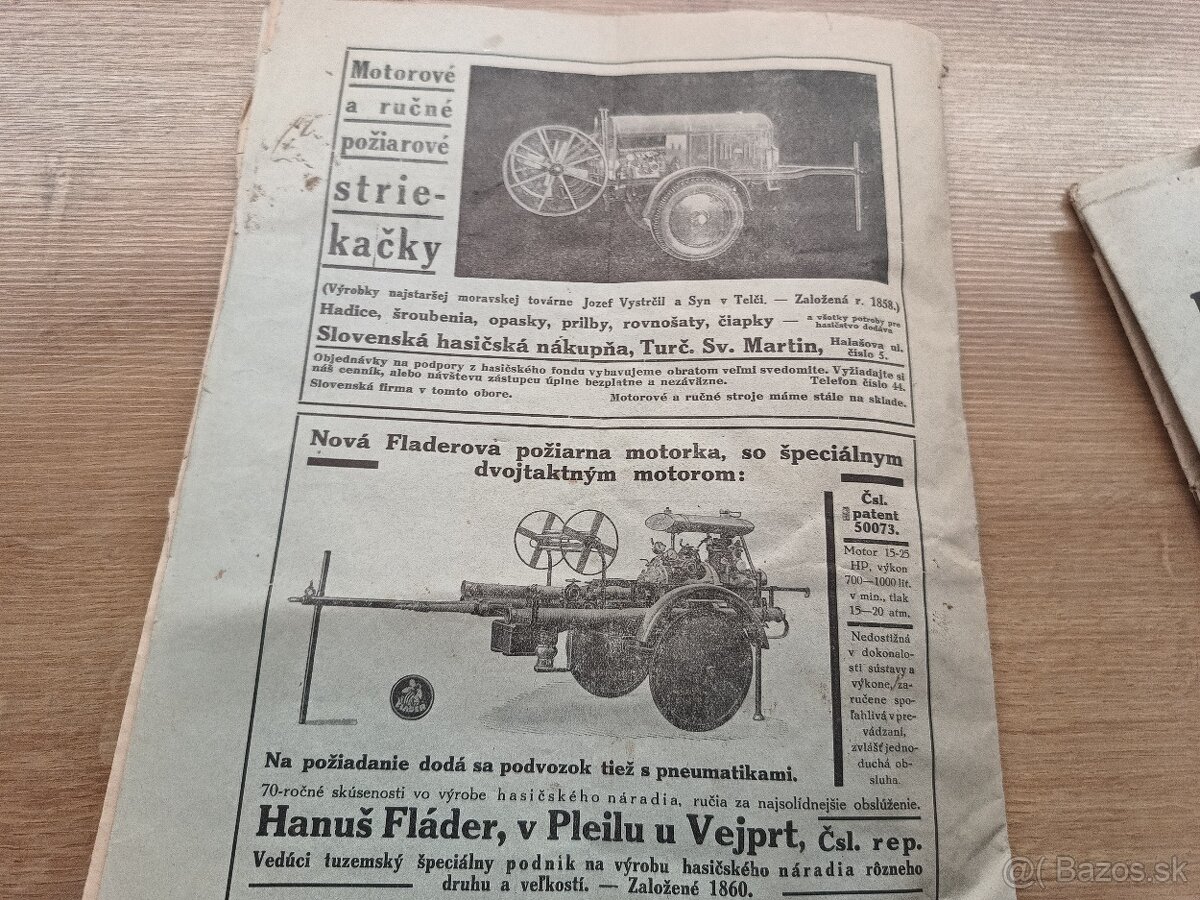 Motorové
a ručné
požiarové
strie-
kačky
(Výrobky najstaršej moravskej továrne Jozef Vystrčil a Syn v Telči. — Založená r. 1858.)
Hadice, šroubenia, opasky, prilby, rovnošaty, čiapky — a všetky potreby pre
hasičstvo dodáva
Slovenská hasičská nákupňa, Turč. Sv. Martin, Halašova ul.
číslo 5.
Objednávky na podpory z hasičského fondu vybavujeme obratom veľmi svedomite. Vyžiadajte si
náš cenník, alebo návštevu zástupcu úplne bezplatne a nezáväzne. Telefon číslo 44.
Slovenská firma v tomto obore. Motorové a ručné stroje máme stále na sklade.
Nová Fladerova požiarna motorka, so špeciálnym
dvojtaktným motorom:
Čsl.
patent
50073.
Motor 15-25
HP, výkon
700—1000 lit.
v min., tlak
15—20 atm.
Nedostižná
v dokonalo
sti sústavy a
výkone, za-
ručene spo-
ľahlivá v pre-
vádzaní,
zvlášť jedno-
duchá ob-
sluha.
FLADER
Na požiadanie dodá sa podvozok tiež s pneumatikami.
70-ročné skúsenosti vo výrobe hasičského náradia, ručia za najsolídnejšie obslúženie.
Hanuš Fláder, v Pleilu u Vejprt, Čsl. rep.
Vedúci tuzemský špeciálny podnik na výrobu hasičského náradia rôzneho
druhu a veľkostí. — Založené 1860.
Bazos.sk